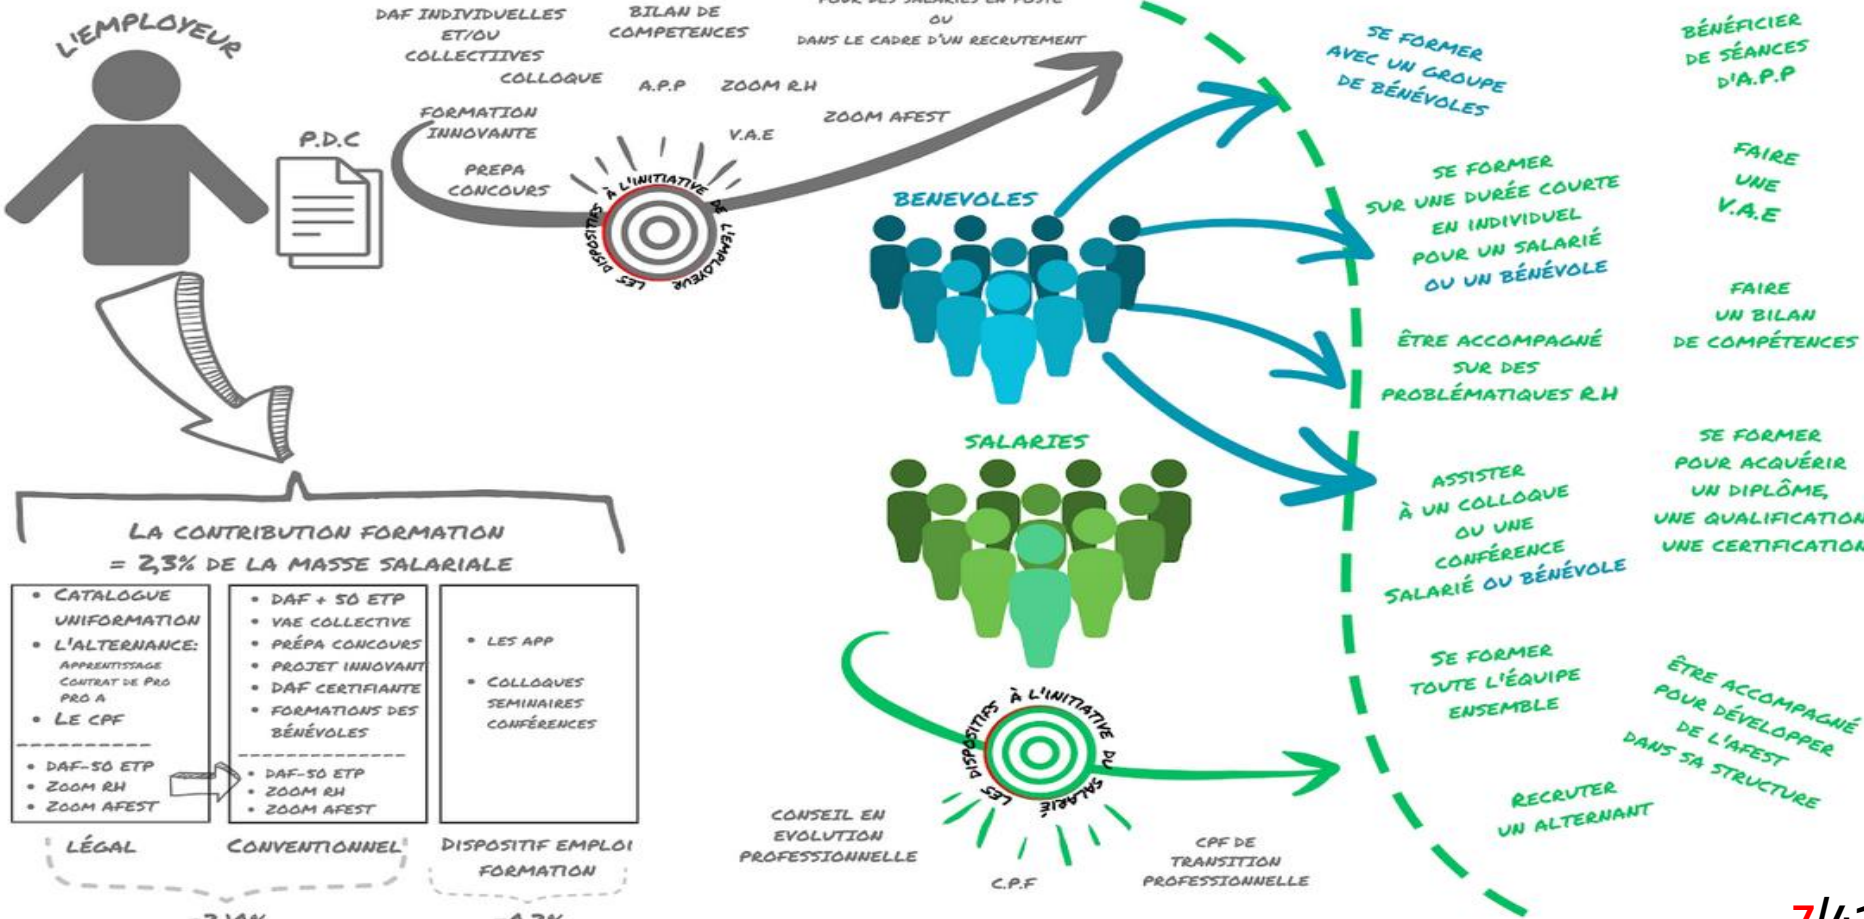 L'EMPLOYEUR
P.D.C
DAF INDIVIDUELLES
ET/OU
COLLECTIIVES
BILAN DE
COMPETENCES
POUR DES SALARIÉS EN POSTE
OU
DANS LE CADRE D'UN RECRUTEMENT
COLLOQUE
A.P.P
ZOOM R.H
FORMATION
INNOVANTE
V.A.E
ZOOM AFEST
PREPA
CONCOURS
LES DISPOSITIFS À L'INITIATIVE DE L'EMPLOYEUR
LA CONTRIBUTION FORMATION
= 2,3% DE LA MASSE SALARIALE
• CATALOGUE
UNIFORMATION
• L'ALTERNANCE:
APPRENTISSAGE
CONTRAT DE PRO
PRO A
• LE CPF
• DAF-50 ETP
• ZOOM RH
• ZOOM AFEST
LÉGAL
• DAF + 50 ETP
• VAE COLLECTIVE
• PRÉPA CONCOURS
• PROJET INNOVANT
• DAF CERTIFIANTE
• FORMATIONS DES
BÉNÉVOLES
• DAF-50 ETP
• ZOOM RH
• ZOOM AFEST
CONVENTIONNEL
• LES APP
• COLLOQUES
SEMINAIRES
CONFÉRENCES
DISPOSITIF EMPLOI
FORMATION
BENEVOLES
SALARIES
LES DISPOSITIFS À L'INITIATIVE DU SALARIÉ
CONSEIL EN
EVOLUTION
PROFESSIONNELLE
C.P.F
CPF DE
TRANSITION
PROFESSIONNELLE
SE FORMER
AVEC UN GROUPE
DE BÉNÉVOLES
SE FORMER
SUR UNE DURÉE COURTE
EN INDIVIDUEL
POUR UN SALARIÉ
OU UN BÉNÉVOLE
ÊTRE ACCOMPAGNÉ
SUR DES
PROBLÉMATIQUES R.H
ASSISTER
À UN COLLOQUE
OU UNE
CONFÉRENCE
SALARIÉ OU BÉNÉVOLE
SE FORMER
TOUTE L'ÉQUIPE
ENSEMBLE
RECRUTER
UN ALTERNANT
BÉNÉFICIER
DE SÉANCES
D'A.P.P
FAIRE
UNE
V.A.E
FAIRE
UN BILAN
DE COMPÉTENCES
SE FORMER
POUR ACQUÉRIR
UN DIPLÔME,
UNE QUALIFICATION
UNE CERTIFICATION
ÊTRE ACCOMPAGNÉ
POUR DÉVELOPPER
DE L'AFEST
DANS SA STRUCTURE